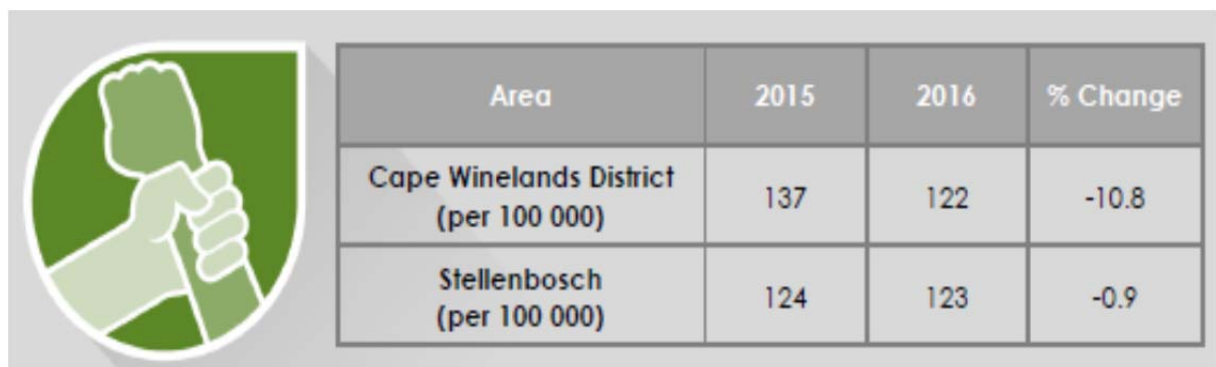 Area 2015 2016 % Change
Cape Winelands District
(per 100 000)
137 122 -10.8
Stellenbosch
(per 100 000)
124 123 -0.9